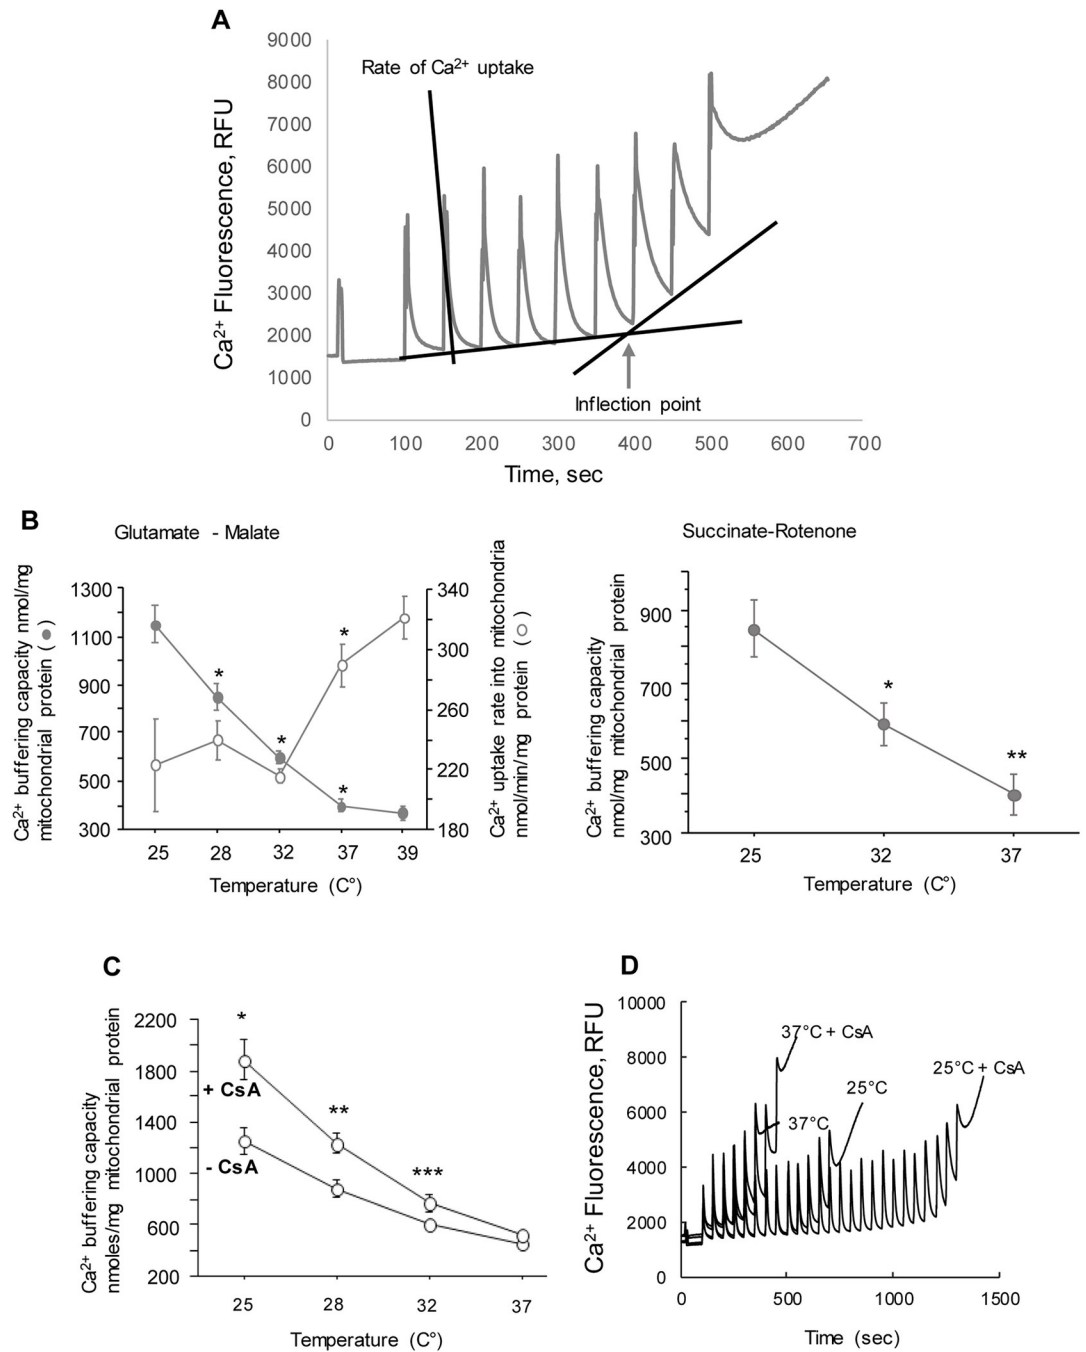 A
Ca²⁺ Fluorescence, RFU
9000
8000
7000
6000
5000
4000
3000
2000
1000
0
Rate of Ca²⁺ uptake
Inflection point
0 100 200 300 400 500 600 700
Time, sec
B
Glutamate - Malate
Ca²⁺ buffering capacity nmol/mg
mitochondrial protein (●)
1300
1100
900
700
500
300
* * * *
340
300
260
220
180
Ca²⁺ uptake rate into mitochondria
nmol/min/mg protein (○)
25 28 32 37 39
Temperature (C°)
Succinate-Rotenone
Ca²⁺ buffering capacity
nmol/mg mitochondrial protein
900
700
500
300
*
**
25 32 37
Temperature (C°)
C
Ca²⁺ buffering capacity
nmoles/mg mitochondrial protein
2200
1800
1400
1000
600
200
*
**
***
+ CsA
- CsA
25 28 32 37
Temperature (C°)
D
Ca²⁺ Fluorescence, RFU
10000
8000
6000
4000
2000
0
37°C + CsA
25°C + CsA
25°C
37°C
0 500 1000 1500
Time (sec)